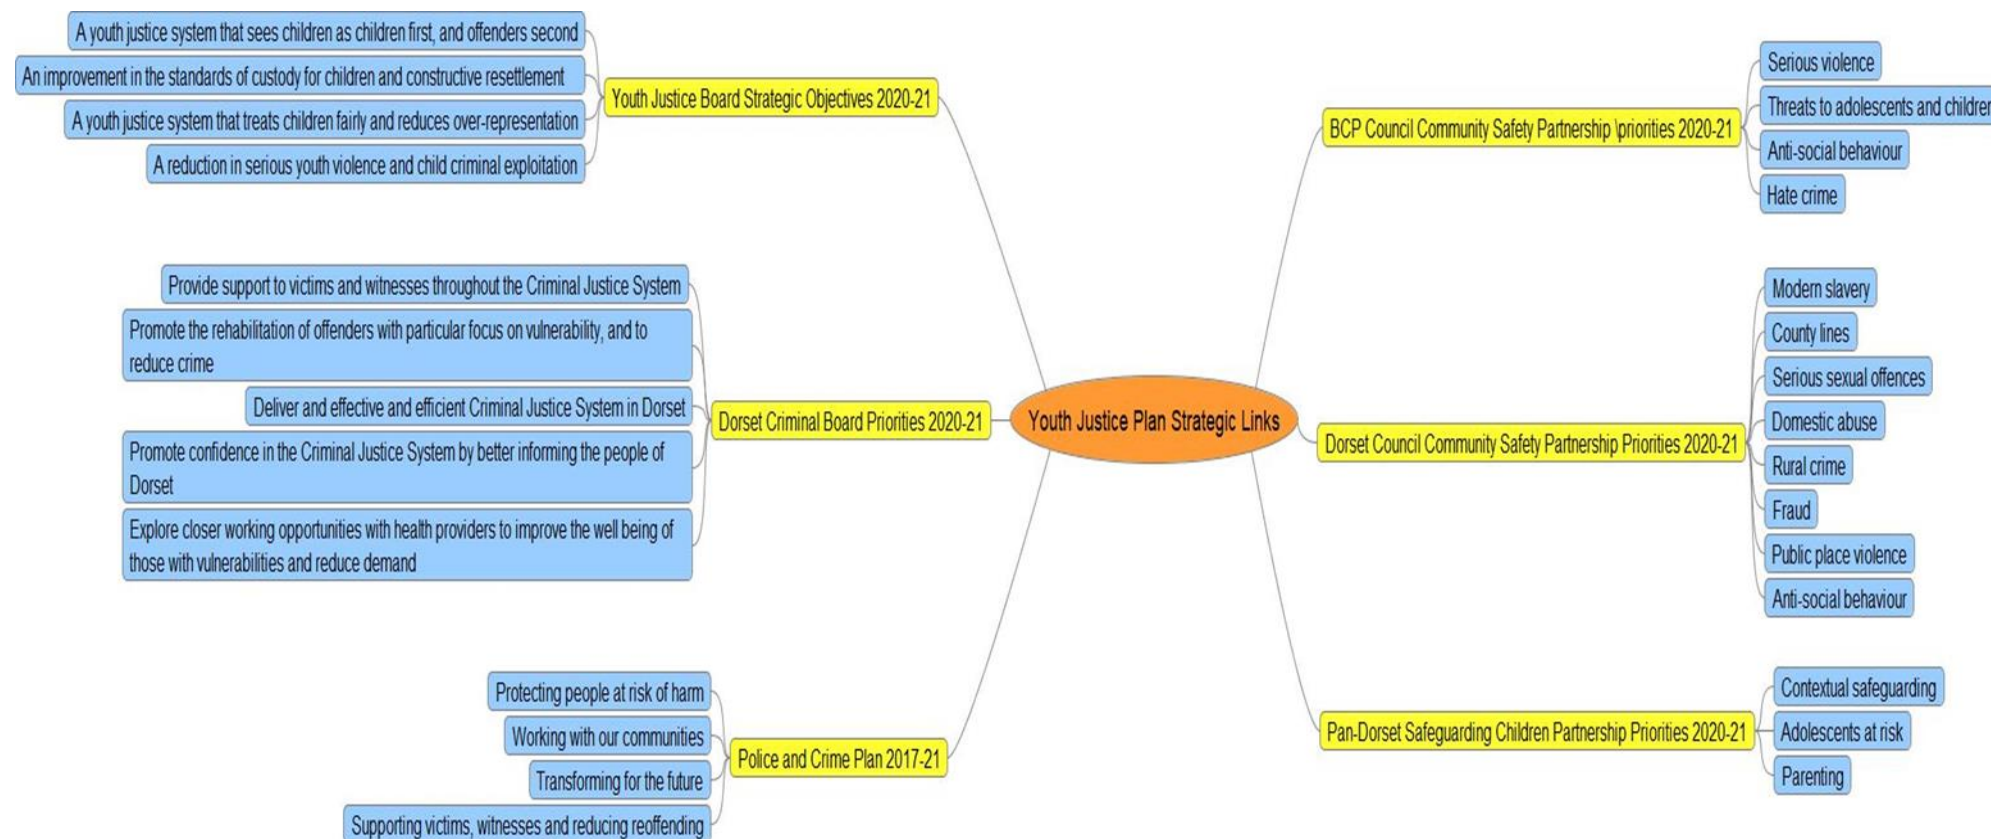 A youth justice system that sees children as children first, and offenders second
An improvement in the standards of custody for children and constructive resettlement
A youth justice system that treats children fairly and reduces over-representation
A reduction in serious youth violence and child criminal exploitation
Youth Justice Board Strategic Objectives 2020-21
Provide support to victims and witnesses throughout the Criminal Justice System
Promote the rehabilitation of offenders with particular focus on vulnerability, and to
reduce crime
Deliver and effective and efficient Criminal Justice System in Dorset
Promote confidence in the Criminal Justice System by better informing the people of
Dorset
Explore closer working opportunities with health providers to improve the well being of
those with vulnerabilities and reduce demand
Dorset Criminal Board Priorities 2020-21
Protecting people at risk of harm
Working with our communities
Transforming for the future
Supporting victims, witnesses and reducing reoffending
Police and Crime Plan 2017-21
Youth Justice Plan Strategic Links
BCP Council Community Safety Partnership \priorities 2020-21
Serious violence
Threats to adolescents and children
Anti-social behaviour
Hate crime
Dorset Council Community Safety Partnership Priorities 2020-21
Modern slavery
County lines
Serious sexual offences
Domestic abuse
Rural crime
Fraud
Public place violence
Anti-social behaviour
Pan-Dorset Safeguarding Children Partnership Priorities 2020-21
Contextual safeguarding
Adolescents at risk
Parenting